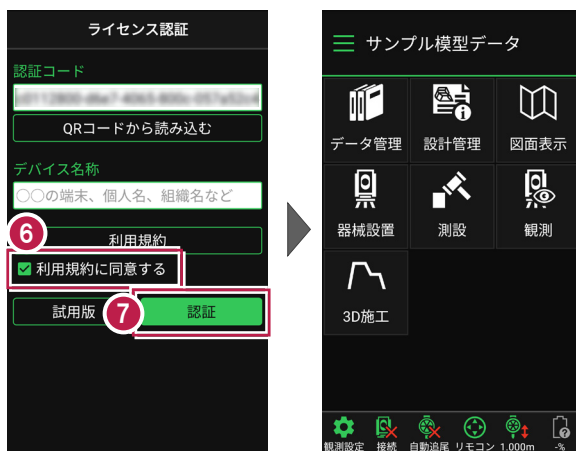 ライセンス認証
認証コード
QRコードから読み込む
デバイス名称
○○の端末、個人名、組織名など
6
利用規約
利用規約に同意する
試用版
7
認証
サンプル模型データ
データ管理
設計管理
図面表示
器械設置
測設
観測
3D施工
観測設定
接続
自動追尾
リモコン
1.000m
-%